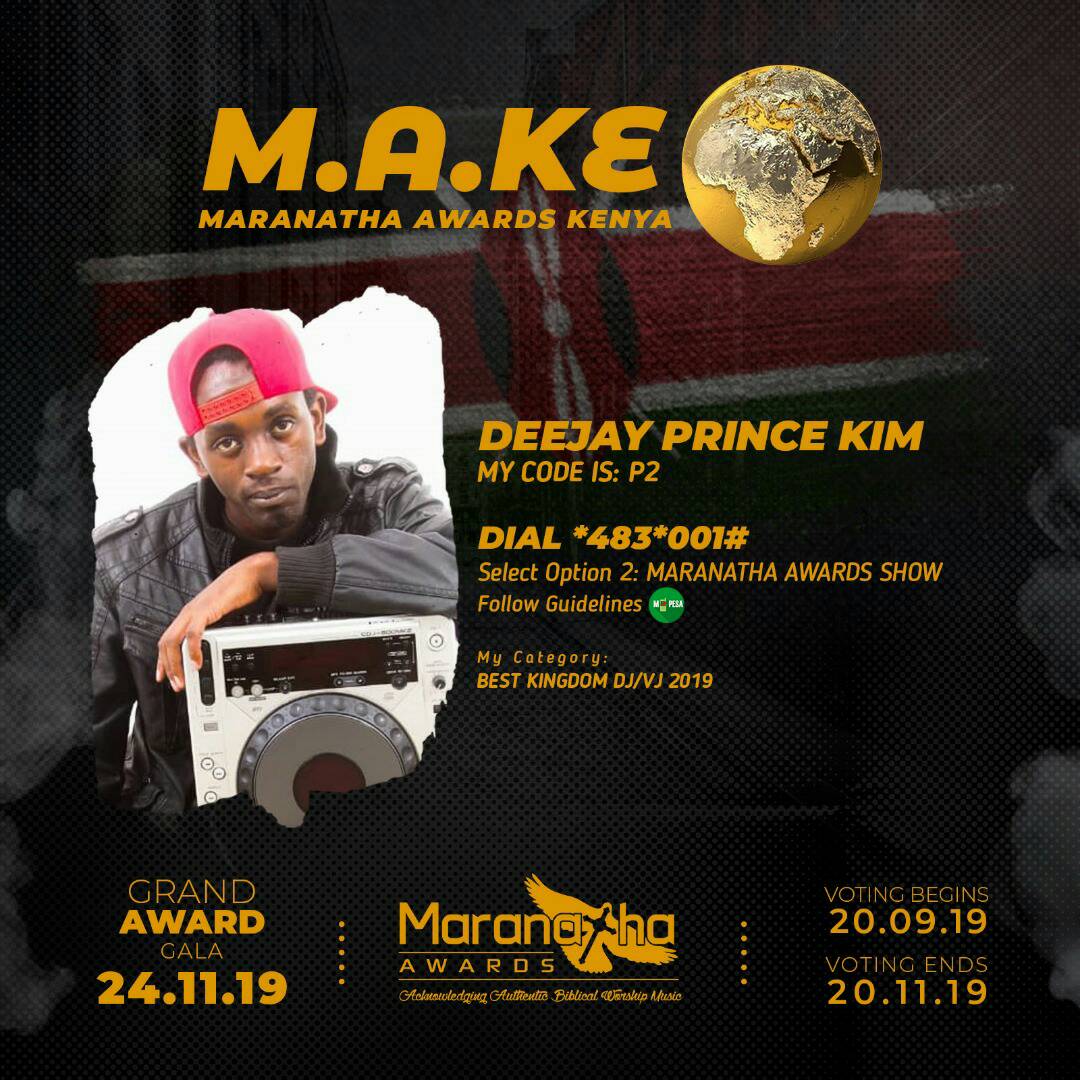 M.A.KE
MARANATHA AWARDS KENYA
DEEJAY PRINCE KIM
MY CODE IS: P2
DIAL *483*001#
Select Option 2: MARANATHA AWARDS SHOW
Follow Guidelines M PESA
My Category:
BEST KINGDOM DJ/VJ 2019
GRAND
AWARD
GALA
24.11.19
Maranatha
AWARDS
Acknowledging Authentic Biblical Worship Music
VOTING BEGINS
20.09.19
VOTING ENDS
20.11.19